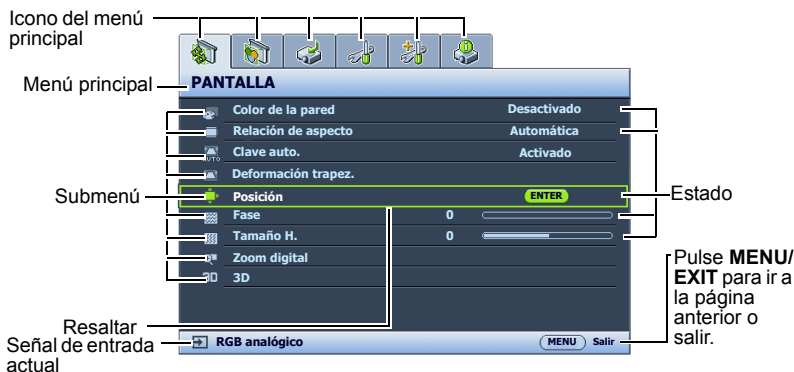 Icono del menú
principal
Menú principal
PANTALLA
Color de la pared Desactivado
Relación de aspecto Automática
AUTO
Clave auto. Activado
Deformación trapez.
Submenú
Posición ENTER
Estado
Fase 0
Tamaño H. 0
Zoom digital
3D 3D
Pulse MENU/
EXIT para ir a
la página
anterior o
salir.
Resaltar
Señal de entrada
actual
RGB analógico MENU Salir